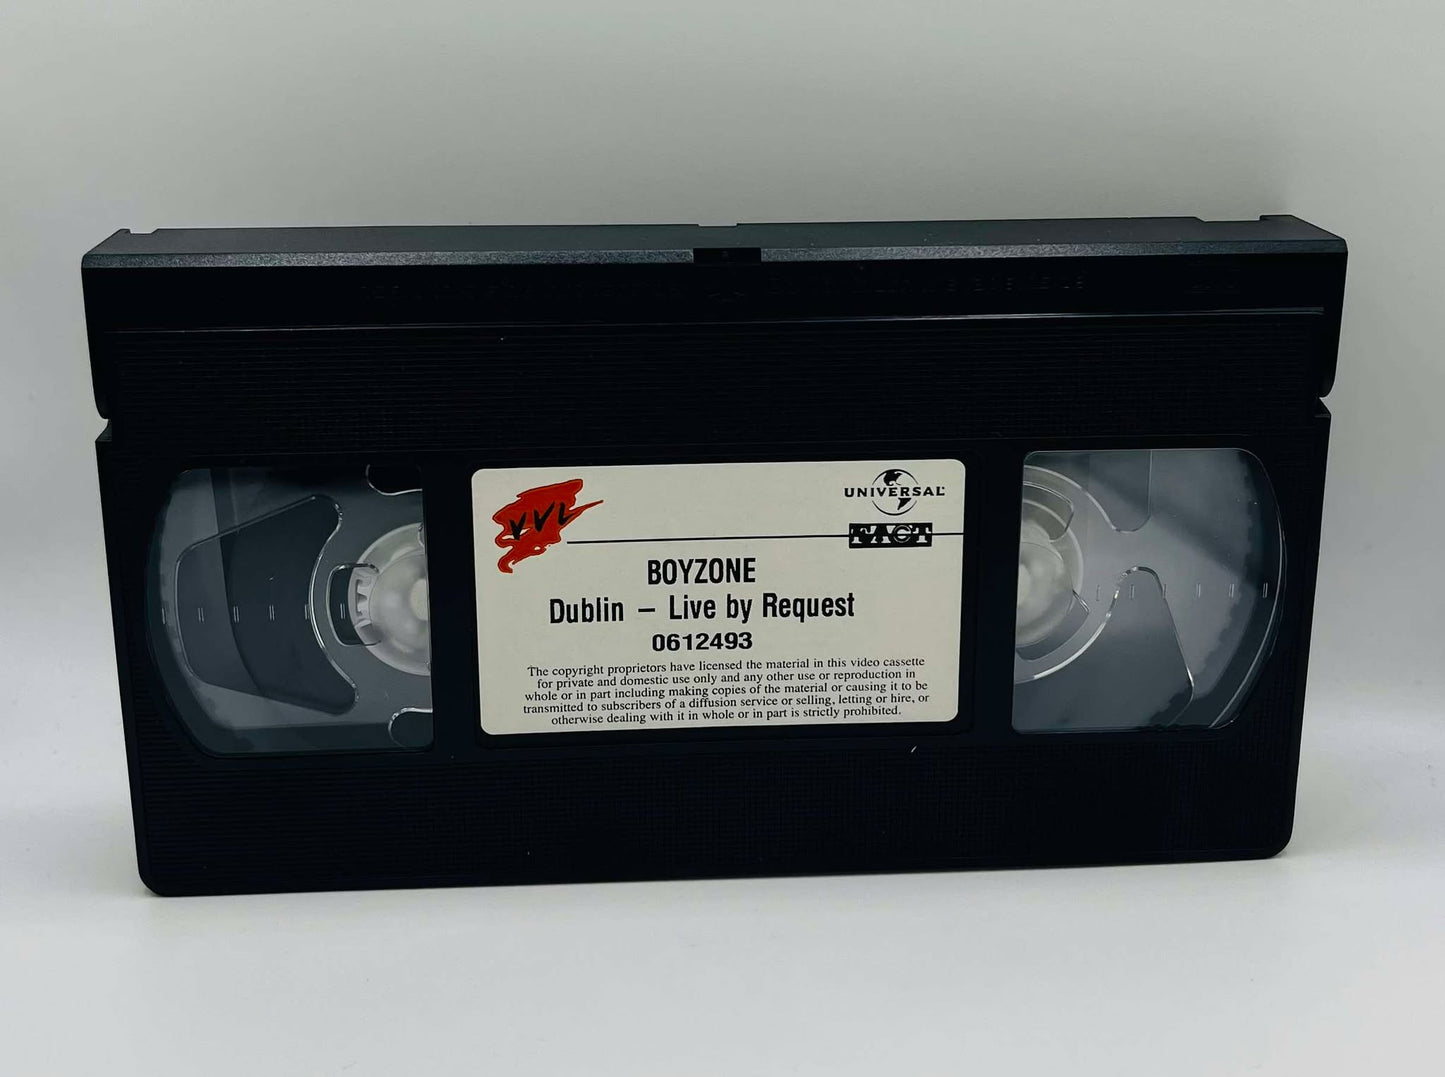 VVL
UNIVERSAL
FACT
BOYZONE
Dublin – Live by Request
0612493
The copyright proprietors have licensed the material in this video cassette
for private and domestic use only and any other use or reproduction in
whole or in part including making copies of the material or causing it to be
transmitted to subscribers of a diffusion service or selling, letting or hire, or
otherwise dealing with it in whole or in part is strictly prohibited.